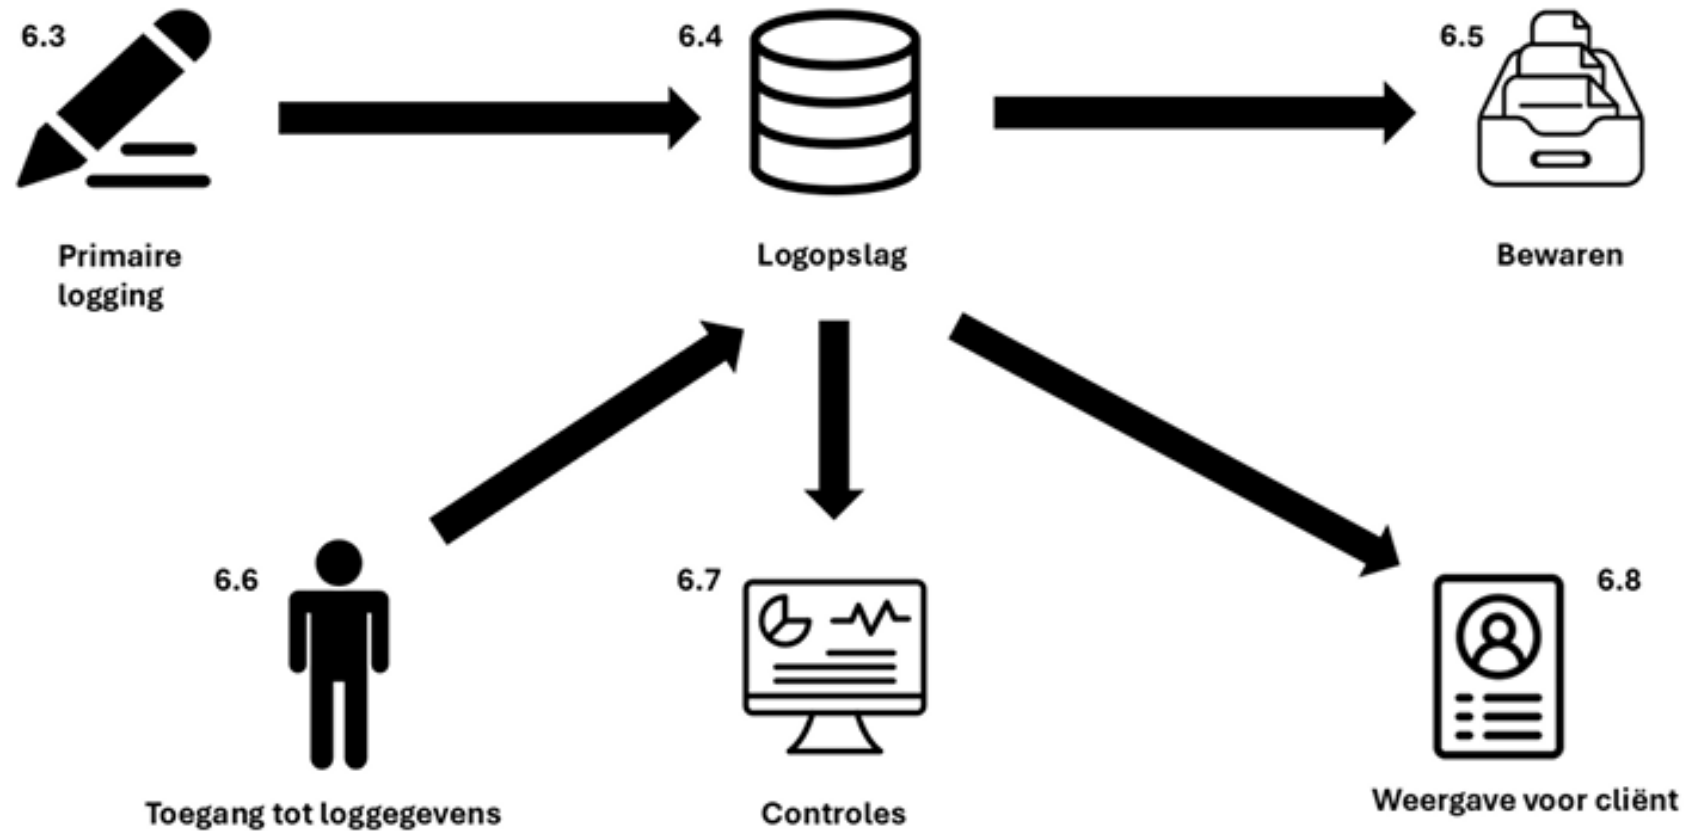 6.3
6.4
6.5
Primaire
logging
Logopslag
Bewaren
6.6
6.7
6.8
Toegang tot loggegevens
Controles
Weergave voor cliënt